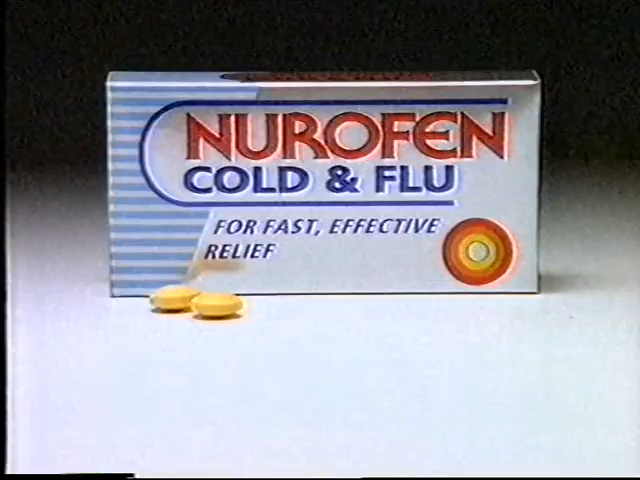 NUROFEN
COLD & FLU
FOR FAST, EFFECTIVE
RELIEF